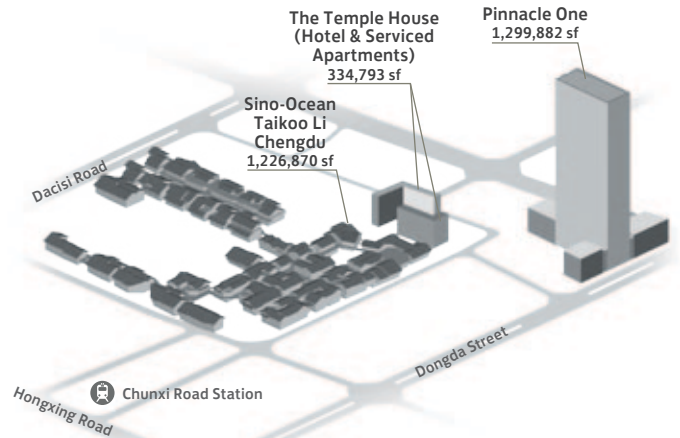 The Temple House
(Hotel & Serviced
Apartments)
334,793 sf
Pinnacle One
1,299,882 sf
Sino-Ocean
Taikoo Li
Chengdu
1,226,870 sf
Dacisi Road
Dongda Street
Chunxi Road Station
Hongxing Road